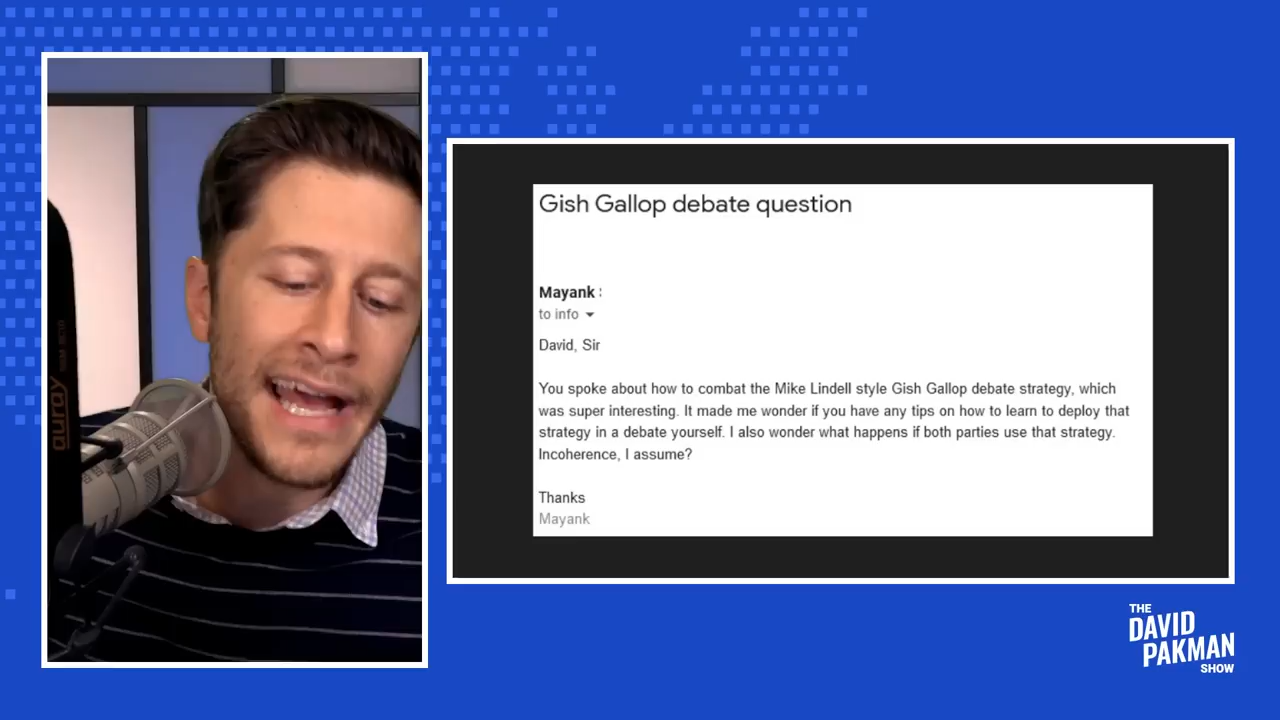 Gish Gallop debate question
Mayank :
to info
David, Sir
You spoke about how to combat the Mike Lindell style Gish Gallop debate strategy, which
was super interesting. It made me wonder if you have any tips on how to learn to deploy that
strategy in a debate yourself. I also wonder what happens if both parties use that strategy.
Incoherence, I assume?
Thanks
Mayank
auray
THE
DAVID
PAKMAN
SHOW